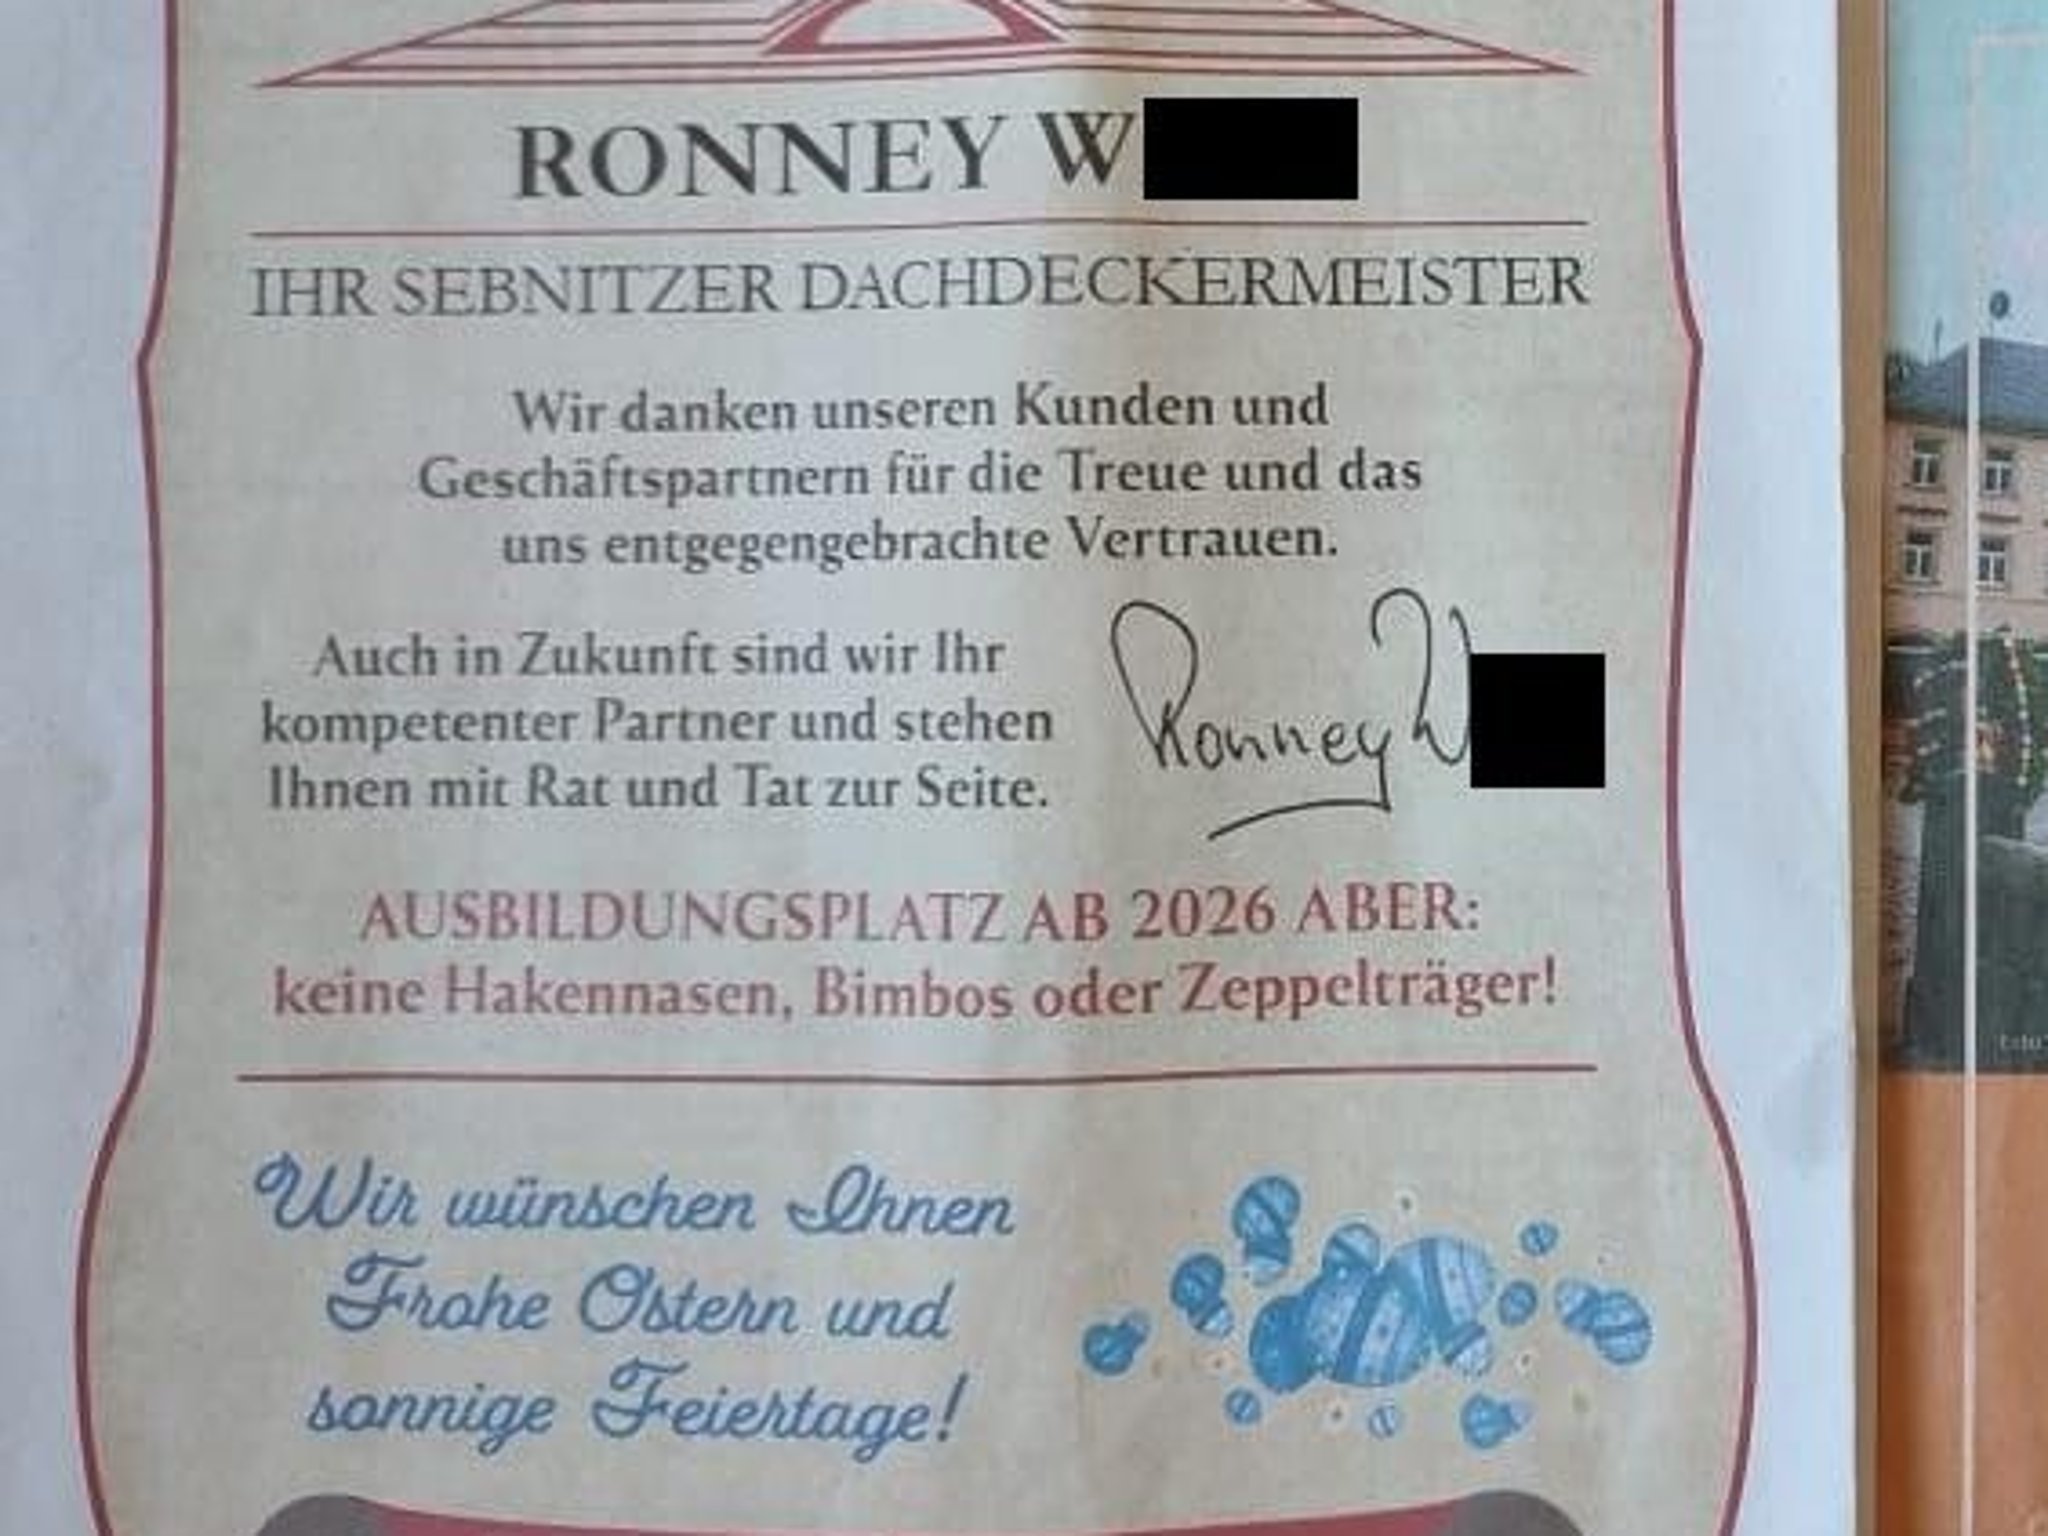 RONNEY W
IHR SEBNITZER DACHDECKERMEISTER
Wir danken unseren Kunden und
Geschäftspartnern für die Treue und das
uns entgegengebrachte Vertrauen.
Auch in Zukunft sind wir Ihr
kompetenter Partner und stehen
Ihnen mit Rat und Tat zur Seite.
Ronney W
AUSBILDUNGSPLATZ AB 2026 ABER:
keine Hakennasen, Bimbos oder Zeppelträger!
Wir wünschen Ihnen
Frohe Ostern und
sonnige Feiertage!